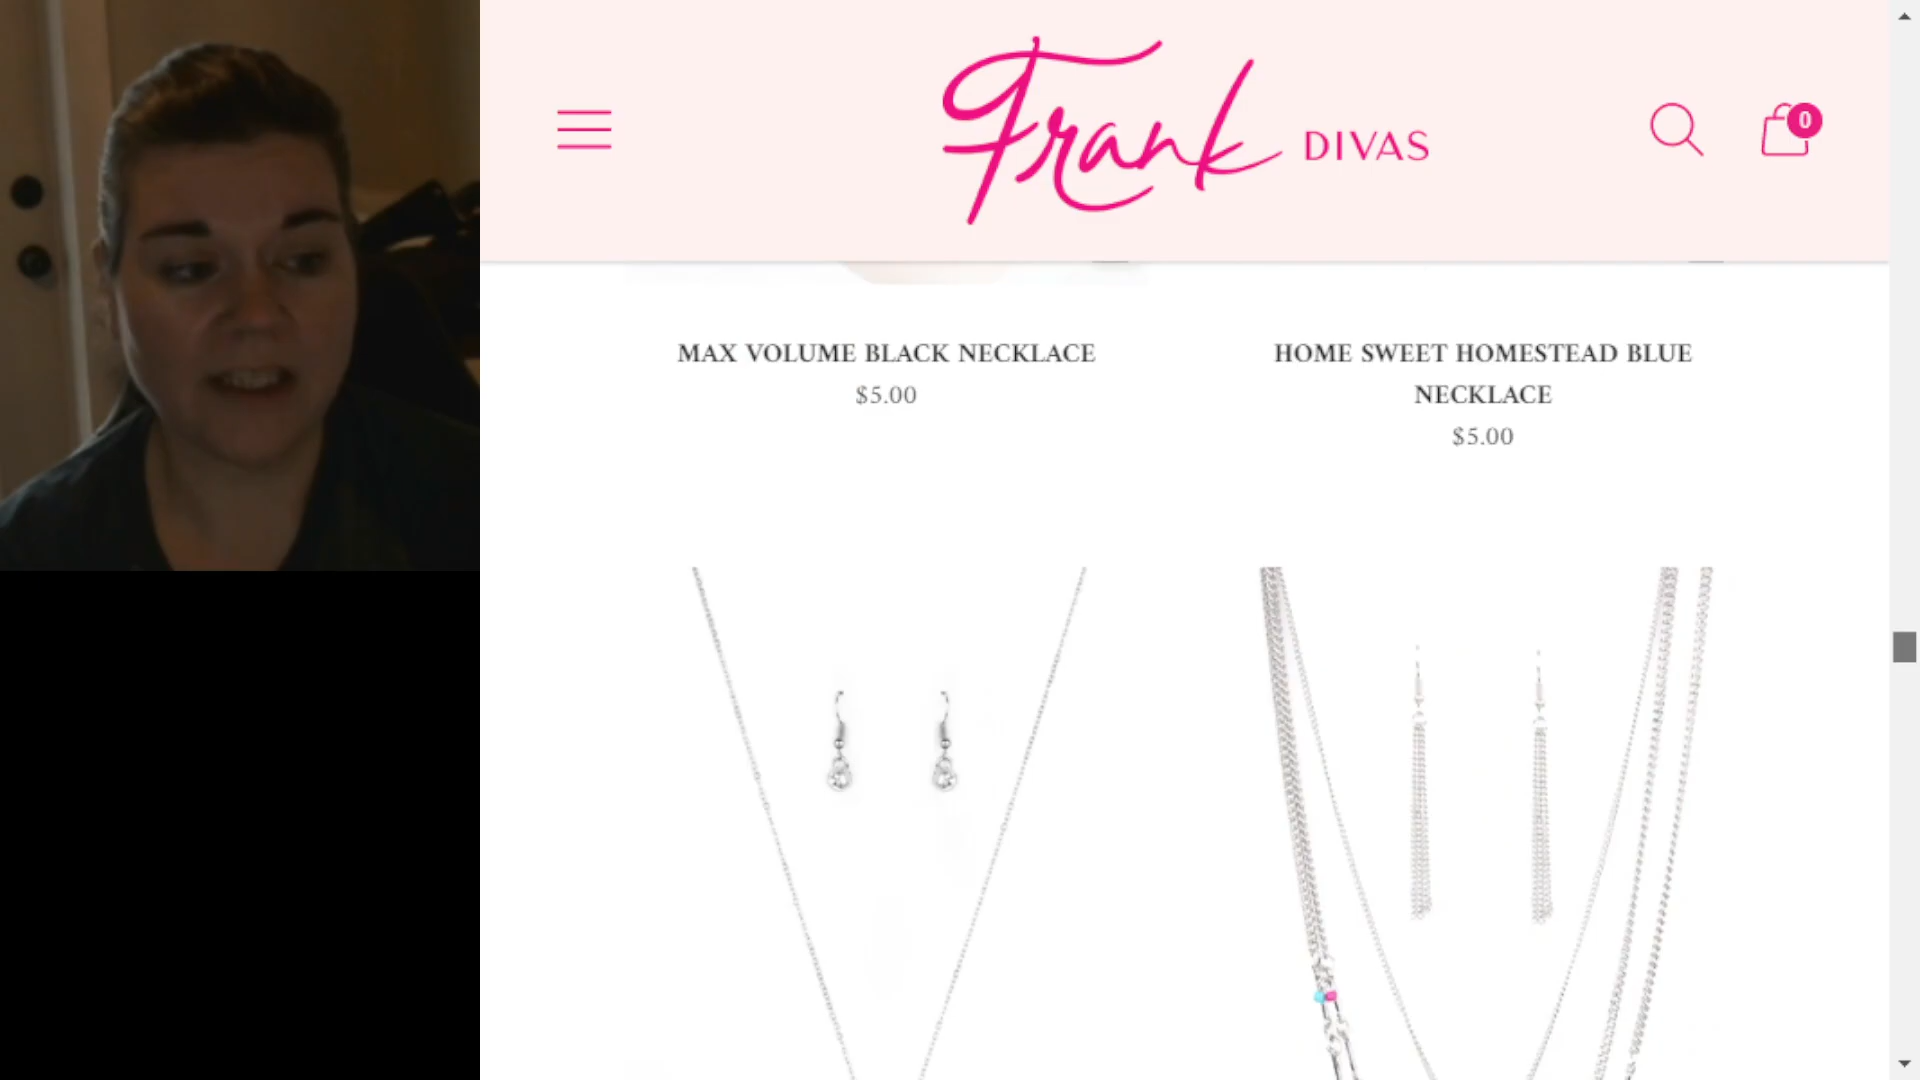 Frank DIVAS
0
MAX VOLUME BLACK NECKLACE
$5.00
HOME SWEET HOMESTEAD BLUE
NECKLACE
$5.00